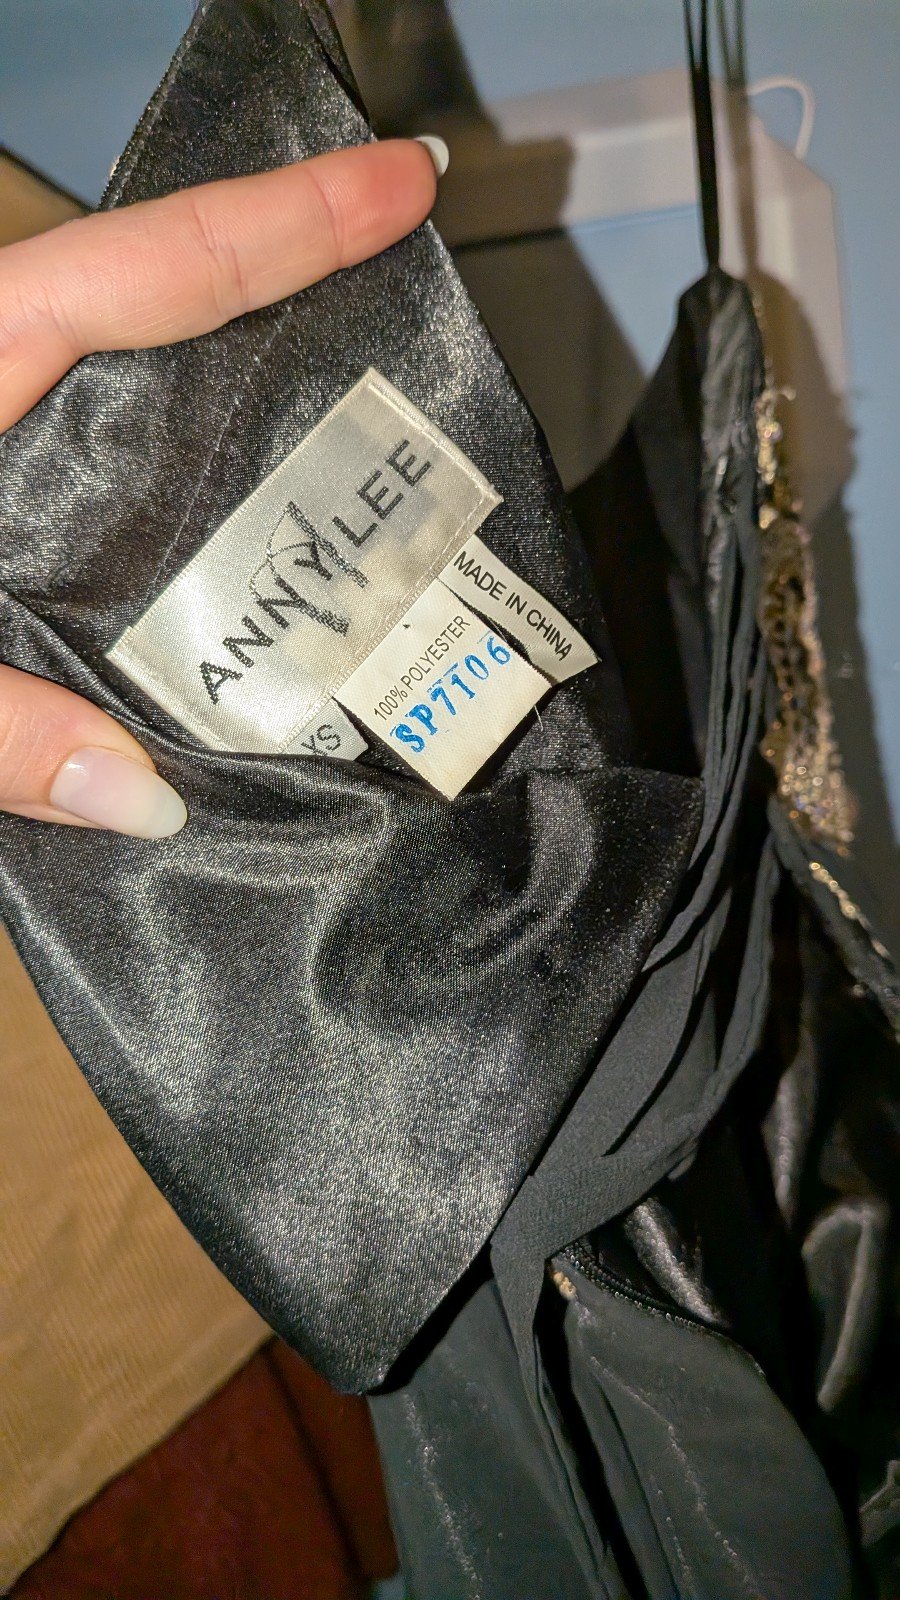 ANNY LEE
XS
100% POLYESTER
SP7106
MADE IN CHINA